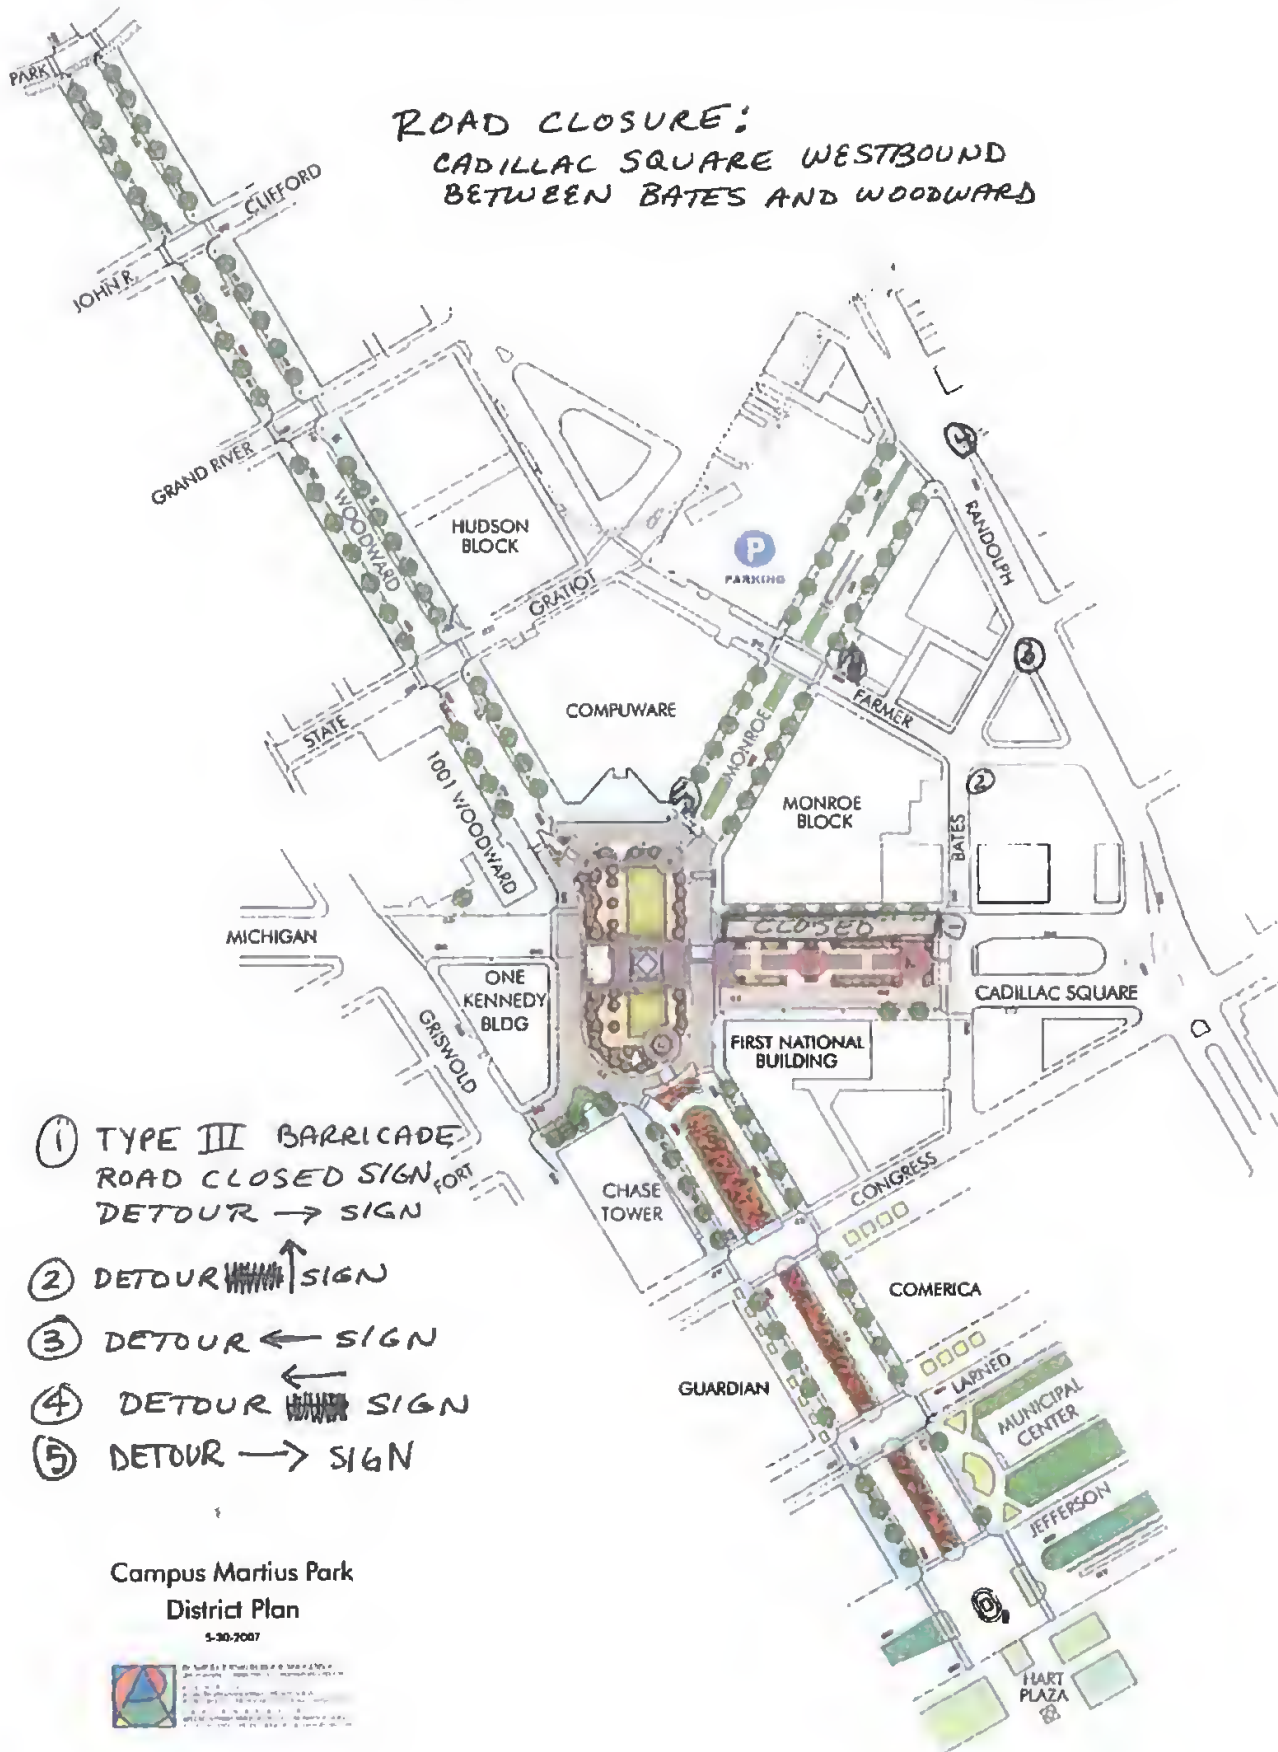 ROAD CLOSURE:
CADILLAC SQUARE WESTBOUND
BETWEEN BATES AND WOODWARD
PARK
CLIFFORD
JOHN R.
GRAND RIVER
WOODWARD
HUDSON
BLOCK
GRATIOT
P
PARKING
4
RANDOLPH
3
STATE
COMPUWARE
MONROE
FARMER
1001 WOODWARD
MONROE
BLOCK
2
BATES
MICHIGAN
CLOSED
1
ONE
KENNEDY
BLDG
CADILLAC SQUARE
GRISWOLD
FIRST NATIONAL
BUILDING
FORT
CHASE
TOWER
CONGRESS
COMERICA
GUARDIAN
LARNED
MUNICIPAL
CENTER
JEFFERSON
HART
PLAZA
① TYPE III BARRICADE
ROAD CLOSED SIGN
DETOUR → SIGN
② DETOUR ↑ SIGN
③ DETOUR ← SIGN
④ DETOUR ← SIGN
⑤ DETOUR → SIGN
Campus Martius Park
District Plan
5-30-2007